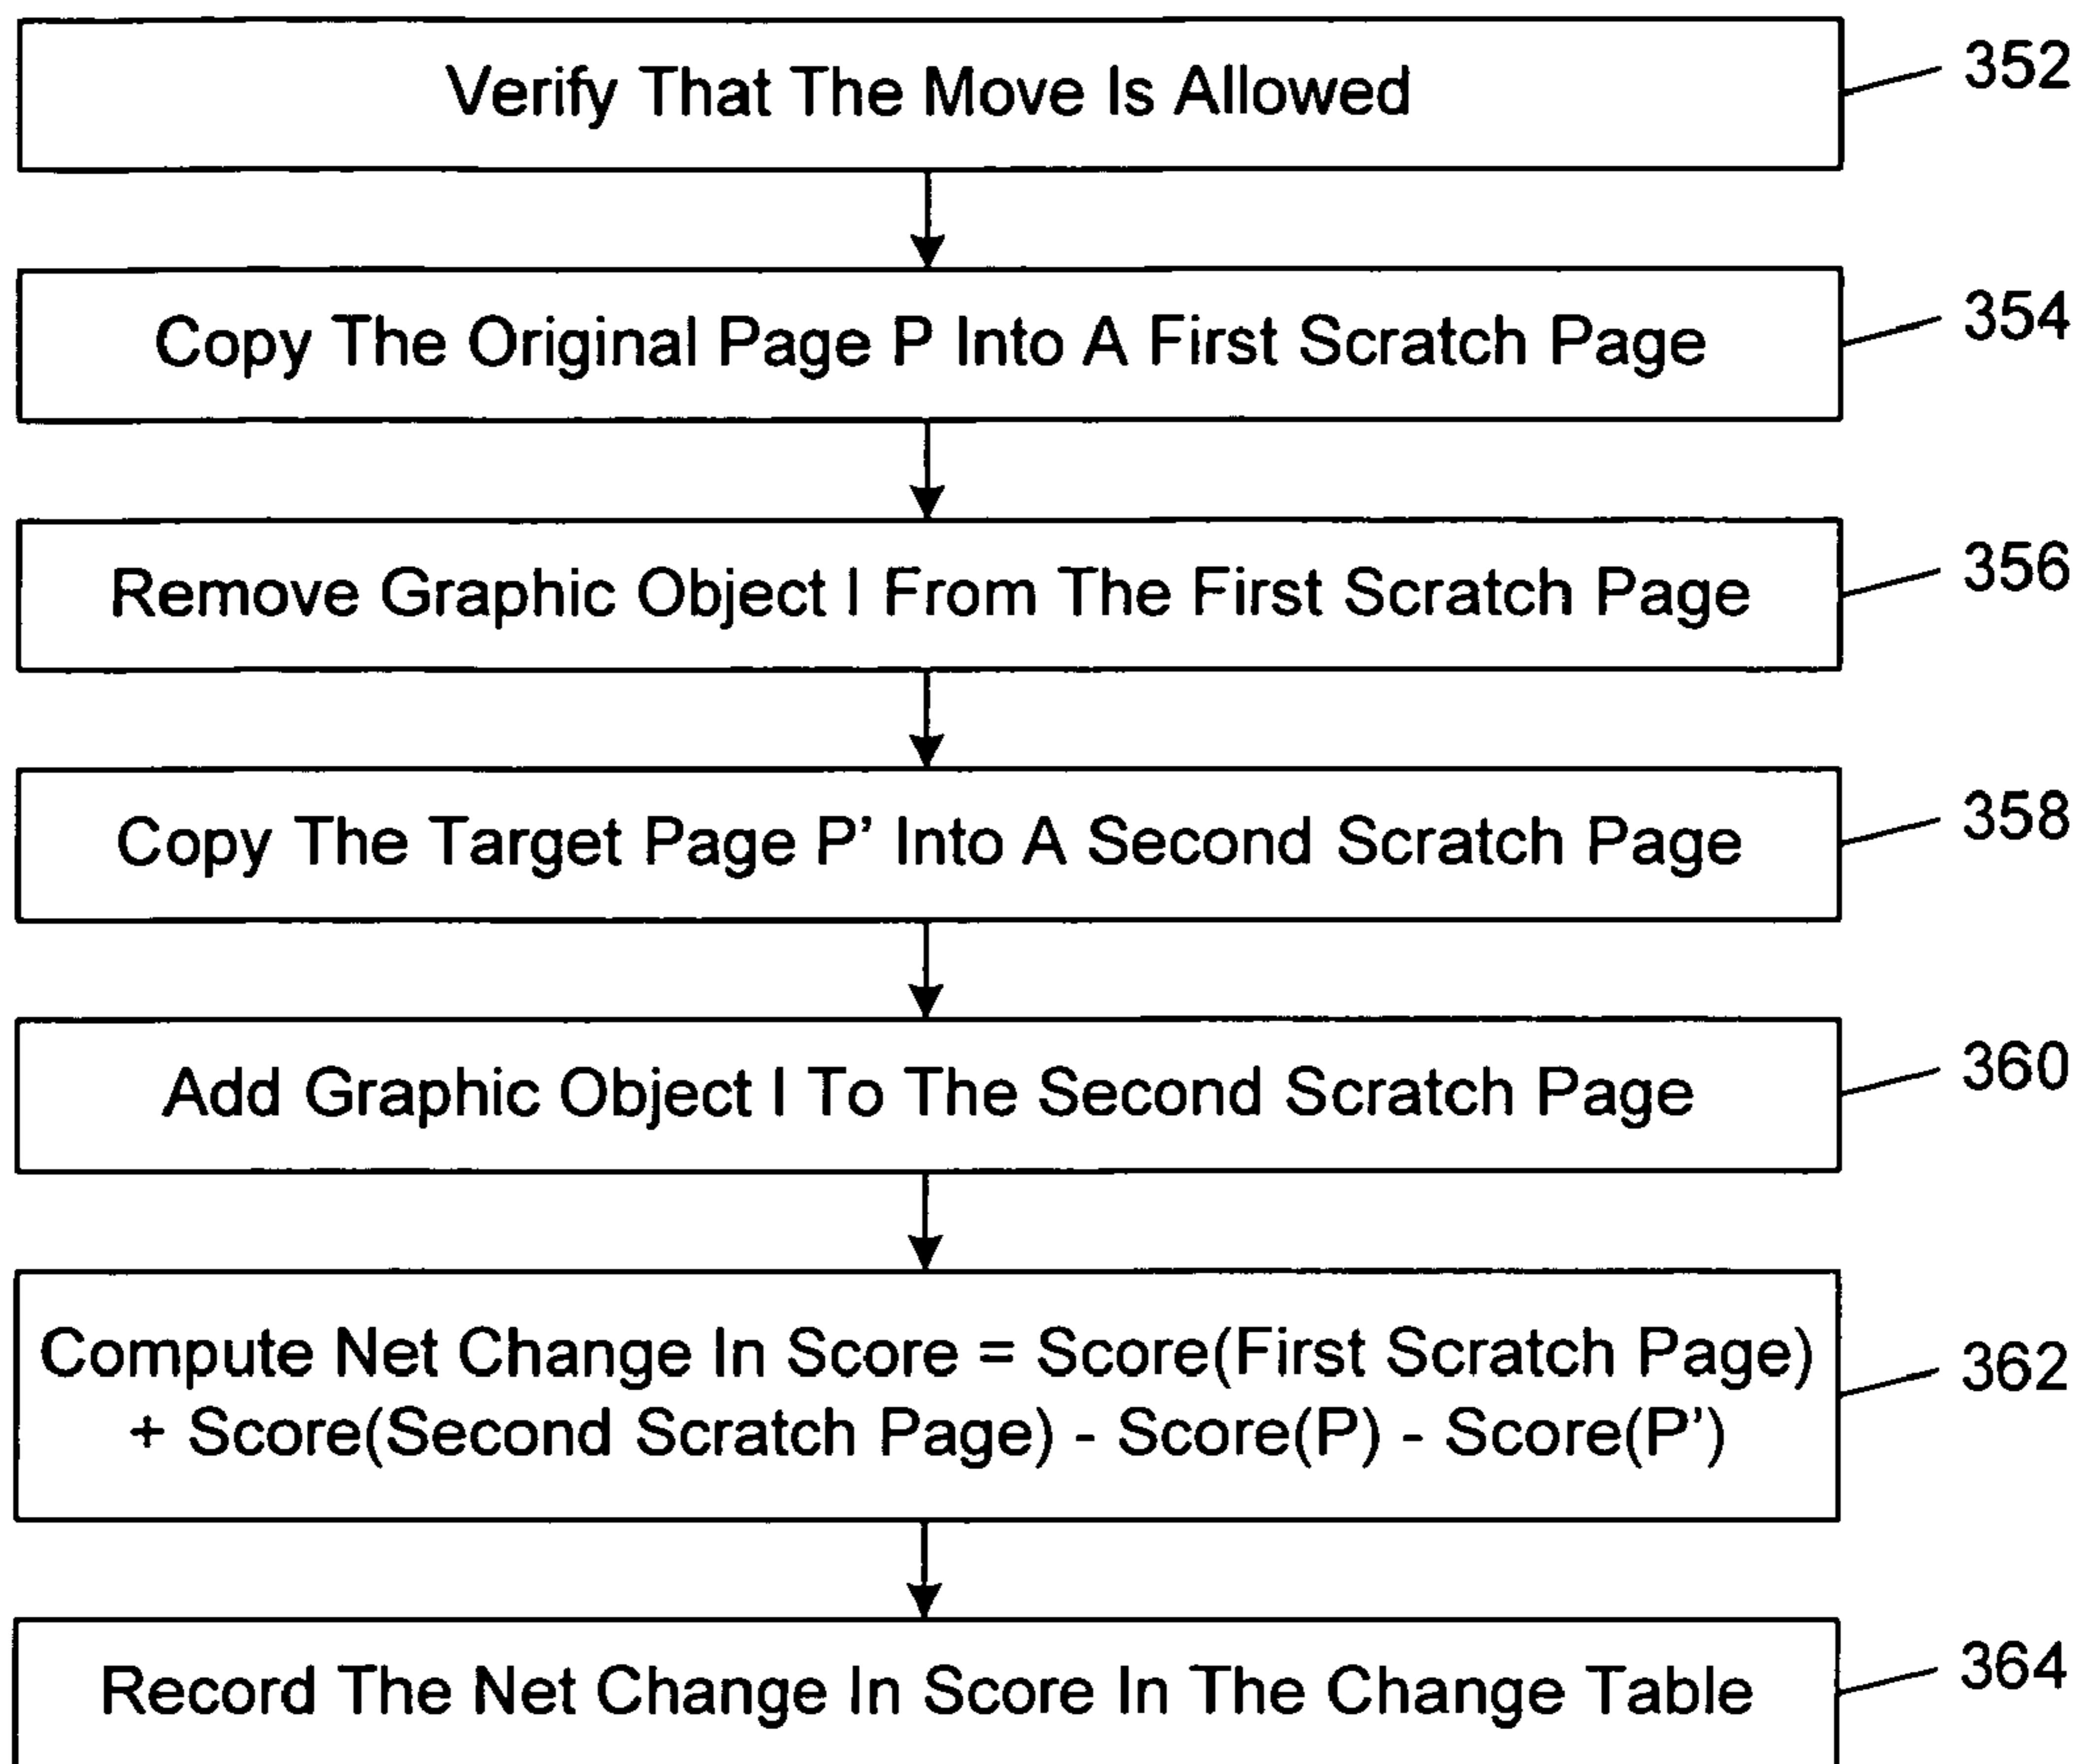 Verify That The Move Is Allowed
352
Copy The Original Page P Into A First Scratch Page
354
Remove Graphic Object I From The First Scratch Page
356
Copy The Target Page P' Into A Second Scratch Page
358
Add Graphic Object I To The Second Scratch Page
360
Compute Net Change In Score = Score(First Scratch Page)
+ Score(Second Scratch Page) - Score(P) - Score(P')
362
Record The Net Change In Score In The Change Table
364